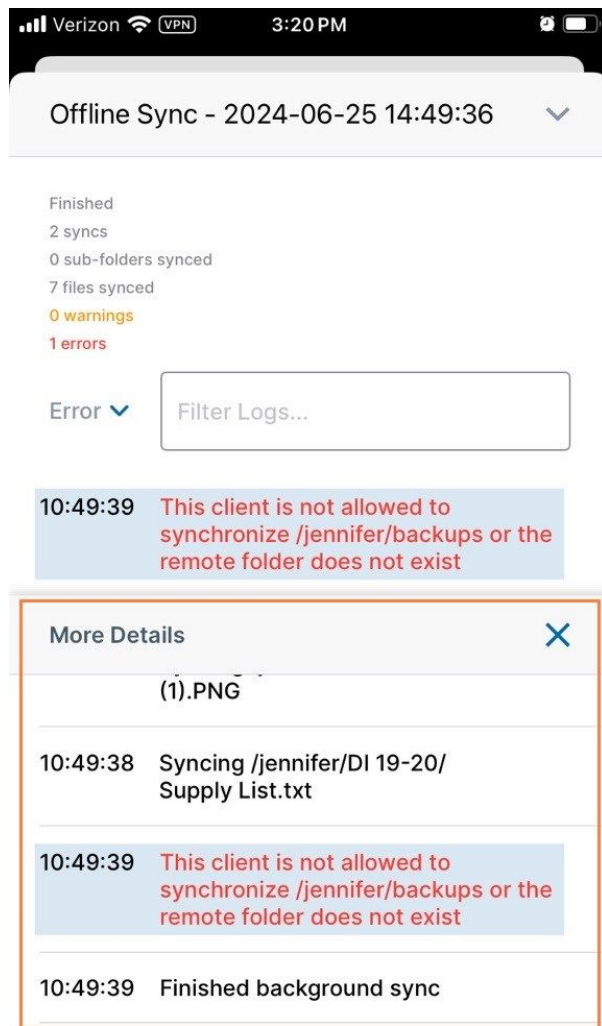 Verizon VPN 3:20 PM
Offline Sync - 2024-06-25 14:49:36
Finished
2 syncs
0 sub-folders synced
7 files synced
0 warnings
1 errors
Error
Filter Logs...
10:49:39 This client is not allowed to
synchronize /jennifer/backups or the
remote folder does not exist
More Details
(1).PNG
10:49:38 Syncing /jennifer/DI 19-20/
Supply List.txt
10:49:39 This client is not allowed to
synchronize /jennifer/backups or the
remote folder does not exist
10:49:39 Finished background sync